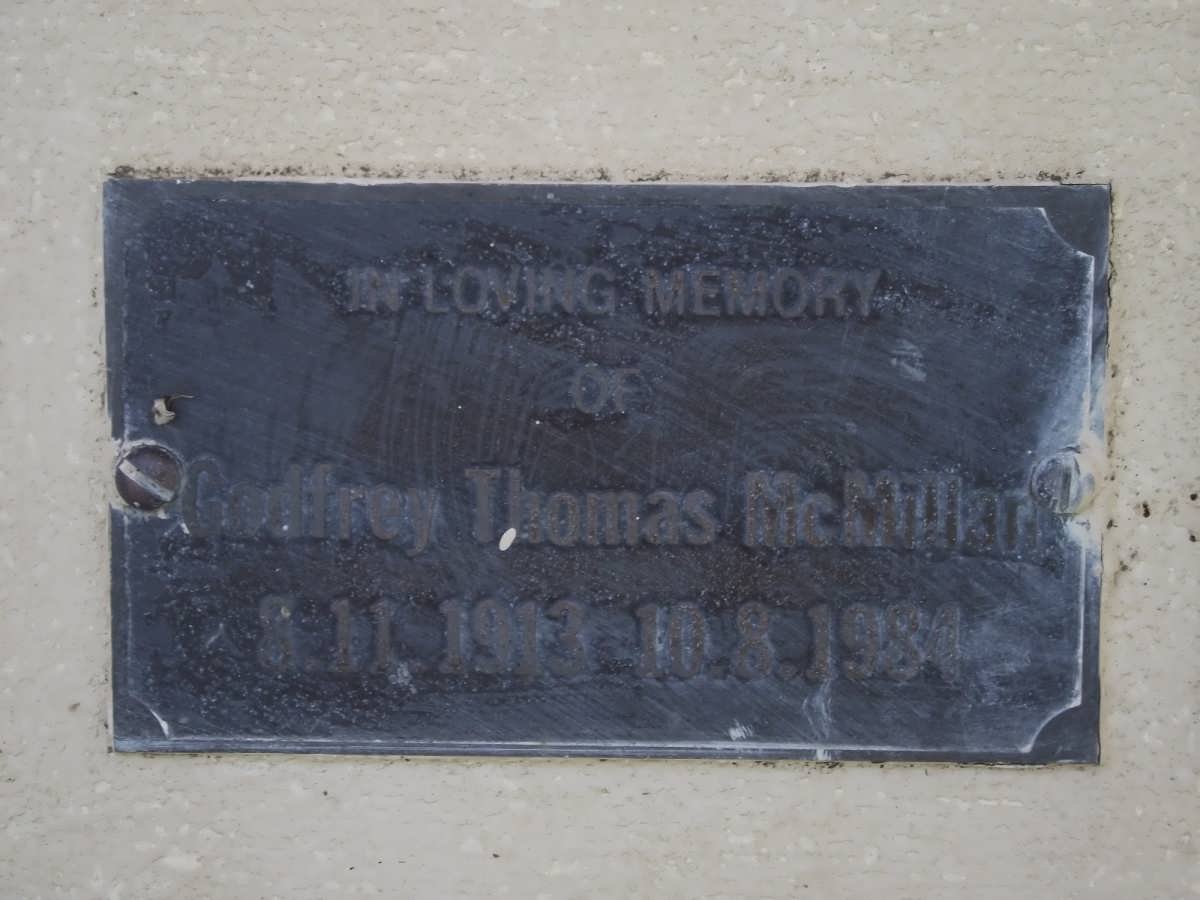 IN LOVING MEMORY
OF
Godfrey Thomas McMillan
8.11.1913 10.8.1984